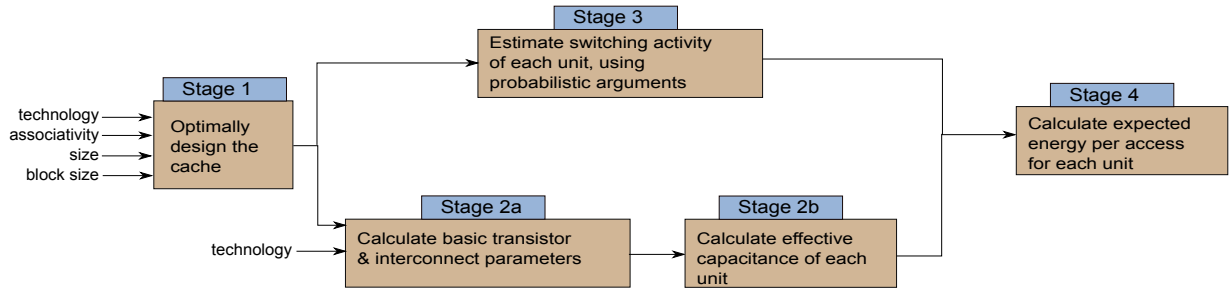 Stage 3
Estimate switching activity
of each unit, using
probabilistic arguments
Stage 1
technology
associativity
size
block size
Optimally
design the
cache
Stage 4
Calculate expected
energy per access
for each unit
Stage 2a
technology
Calculate basic transistor
& interconnect parameters
Stage 2b
Calculate effective
capacitance of each
unit